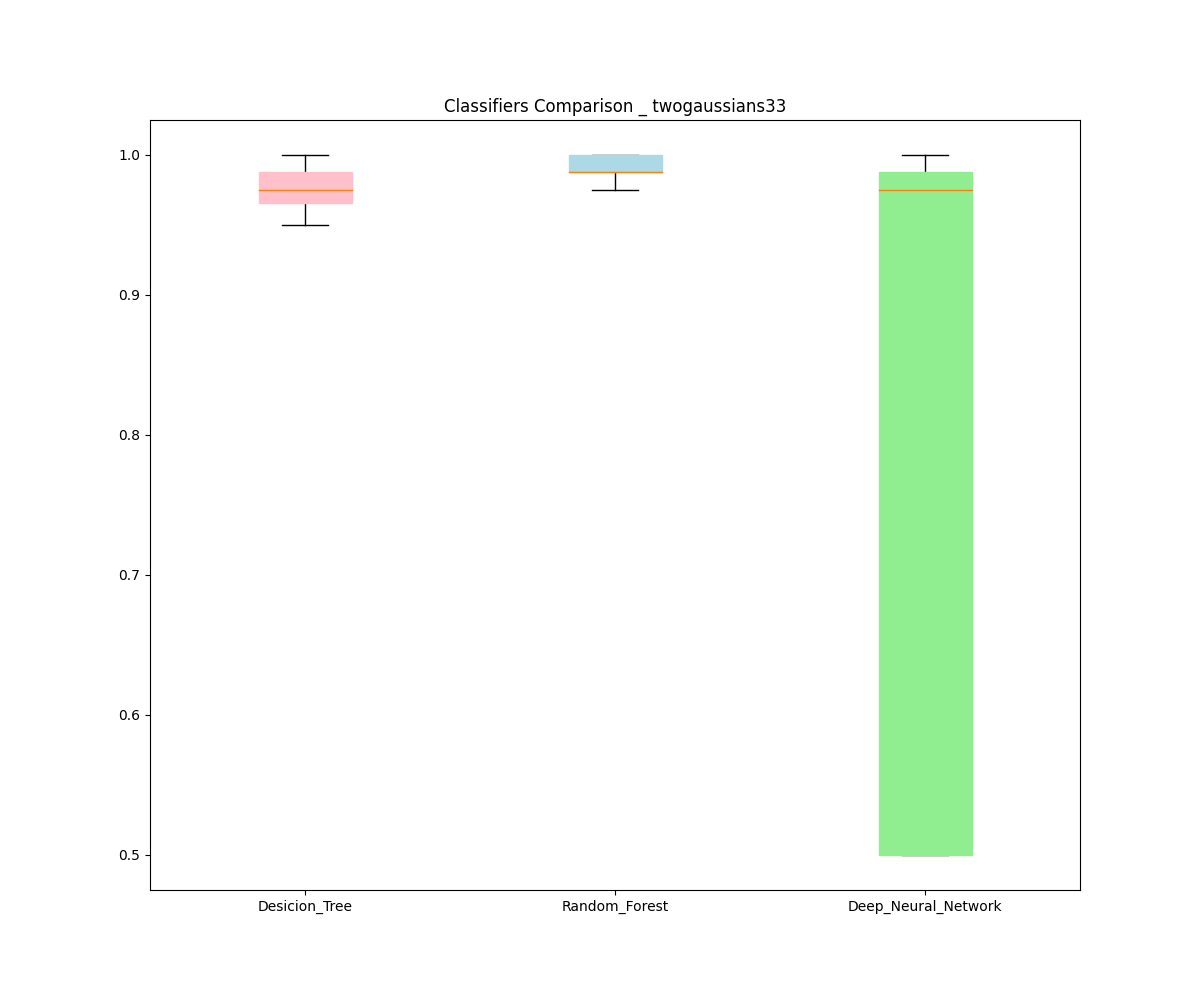 Classifiers Comparison _ twogaussians33
1.0
0.9
0.8
0.7
0.6
0.5
Desicion_Tree
Random_Forest
Deep_Neural_Network